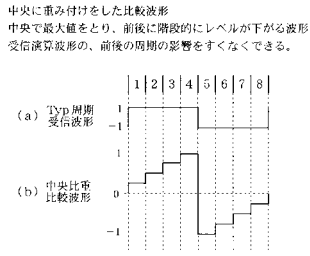 中央に重み付けをした比較波形
中央で最大値をとり、前後に階段的にレベルが下がる波形
受信演算波形の、前後の周期の影響をすくなくできる。
1 2 3 4 5 6 7 8
(a) Typ周期
受信波形
1
-1
(b) 中央比重
比較波形
1
0
-1